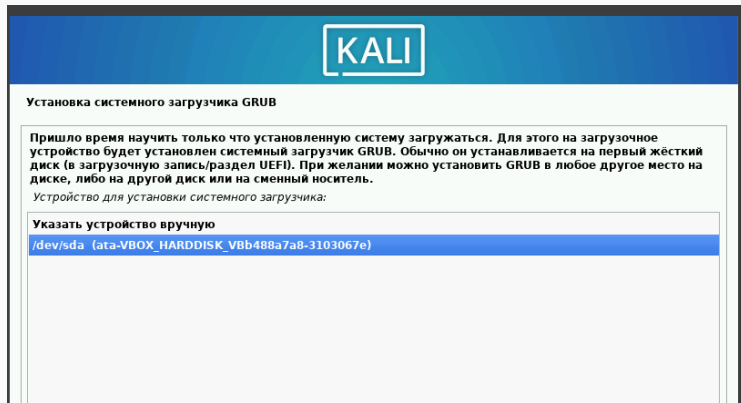 KALI
Установка системного загрузчика GRUB
Пришло время научить только что установленную систему загружаться. Для этого на загрузочное
устройство будет установлен системный загрузчик GRUB. Обычно он устанавливается на первый жёсткий
диск (в загрузочную запись/раздел UEFI). При желании можно установить GRUB в любое другое место на
диске, либо на другой диск или на сменный носитель.
Устройство для установки системного загрузчика:
Указать устройство вручную
/dev/sda (ata-VBOX_HARDDISK_VBb488a7a8-3103067e)